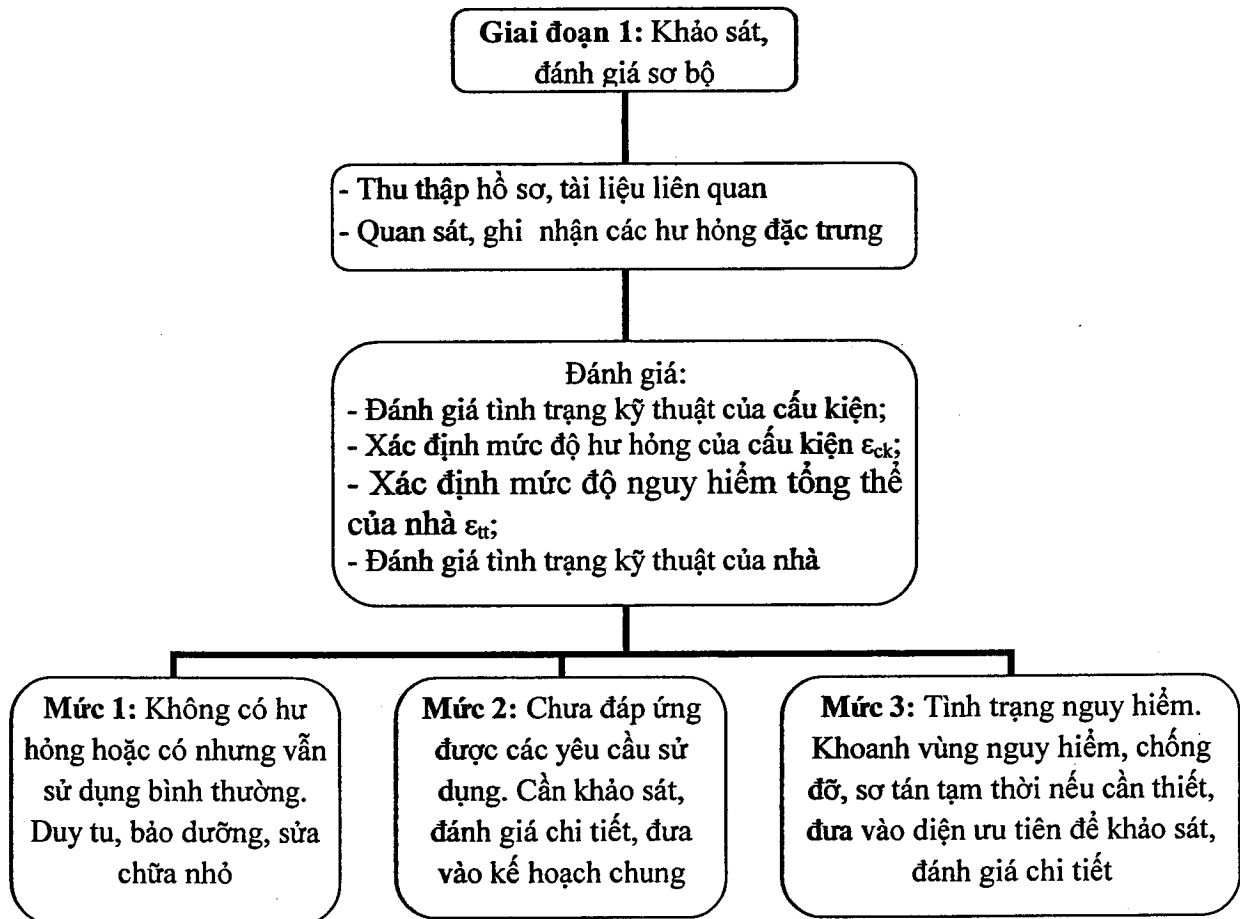 Giai đoạn 1: Khảo sát,
đánh giá sơ bộ
- Thu thập hồ sơ, tài liệu liên quan
- Quan sát, ghi nhận các hư hỏng đặc trưng
Đánh giá:
- Đánh giá tình trạng kỹ thuật của cấu kiện;
- Xác định mức độ hư hỏng của cấu kiện εck;
- Xác định mức độ nguy hiểm tổng thể
của nhà εtt;
- Đánh giá tình trạng kỹ thuật của nhà
Mức 1: Không có hư
hỏng hoặc có nhưng vẫn
sử dụng bình thường.
Duy tu, bảo dưỡng, sửa
chữa nhỏ
Mức 2: Chưa đáp ứng
được các yêu cầu sử
dụng. Cần khảo sát,
đánh giá chi tiết, đưa
vào kế hoạch chung
Mức 3: Tình trạng nguy hiểm.
Khoanh vùng nguy hiểm, chống
đỡ, sơ tán tạm thời nếu cần thiết,
đưa vào diện ưu tiên để khảo sát,
đánh giá chi tiết